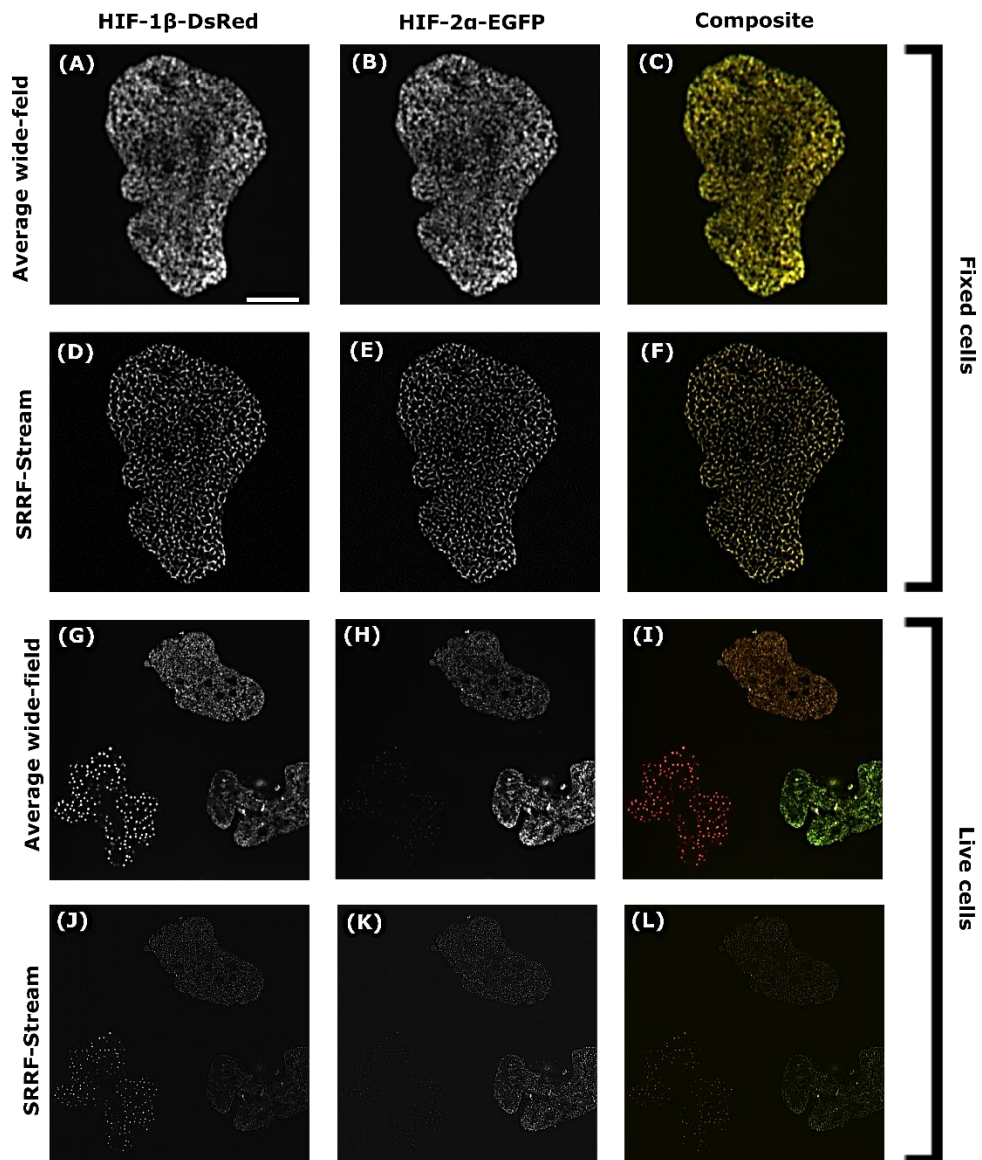 HIF-1β-DsRed HIF-2α-EGFP Composite
Average wide-feld
(A) (B) (C)
SRRF-Stream
(D) (E) (F)
Fixed cells
Average wide-field
(G) (H) (I)
SRRF-Stream
(J) (K) (L)
Live cells